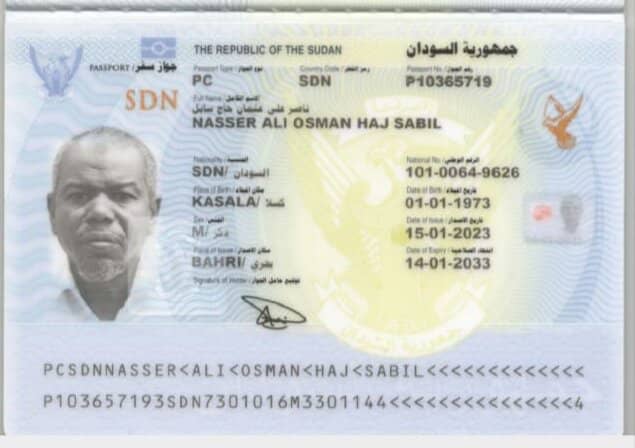 THE REPUBLIC OF THE SUDAN جمهورية السودان
PASSPORT / جواز سفر
Passport Type / نوع الجواز Country Code / رمز القطر Passport No. / رقم الجواز
PC SDN P10365719
SDN
Full Name / الاسم الكامل
ناصر علي عثمان حاج سابل
NASSER ALI OSMAN HAJ SABIL
Nationality / الجنسية National No. / الرقم الوطني
SDN/ السودان 101-0064-9626
Place of Birth / مكان الميلاد Date of Birth / تاريخ الميلاد
KASALA/ كسلا 01-01-1973
Sex / الجنس Date of Issue / تاريخ الاصدار
M/ ذكر 15-01-2023
Place of Issue / مكان الاصدار Date of Expiry / انتهاء الصلاحية
BAHRI/ بحري 14-01-2033
Signature of Holder / توقيع حامل الجواز
PCSDNNASSER<ALI<OSMAN<HAJ<SABIL<<<<<<<<<<<<<
P103657193SDN7301016M3301144<<<<<<<<<<<<<<<4